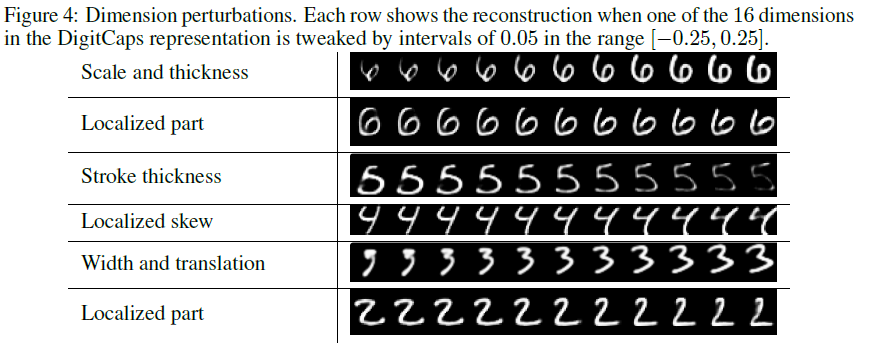 Figure 4: Dimension perturbations. Each row shows the reconstruction when one of the 16 dimensions
in the DigitCaps representation is tweaked by intervals of 0.05 in the range [−0.25, 0.25].
Scale and thickness 6 6 6 6 6 6 6 6 6 6 6
Localized part 6 6 6 6 6 6 6 6 6 6 6
Stroke thickness 5 5 5 5 5 5 5 5 5 5 5
Localized skew 4 4 4 4 4 4 4 4 4 4 4
Width and translation 3 3 3 3 3 3 3 3 3 3 3
Localized part 2 2 2 2 2 2 2 2 2 2 2